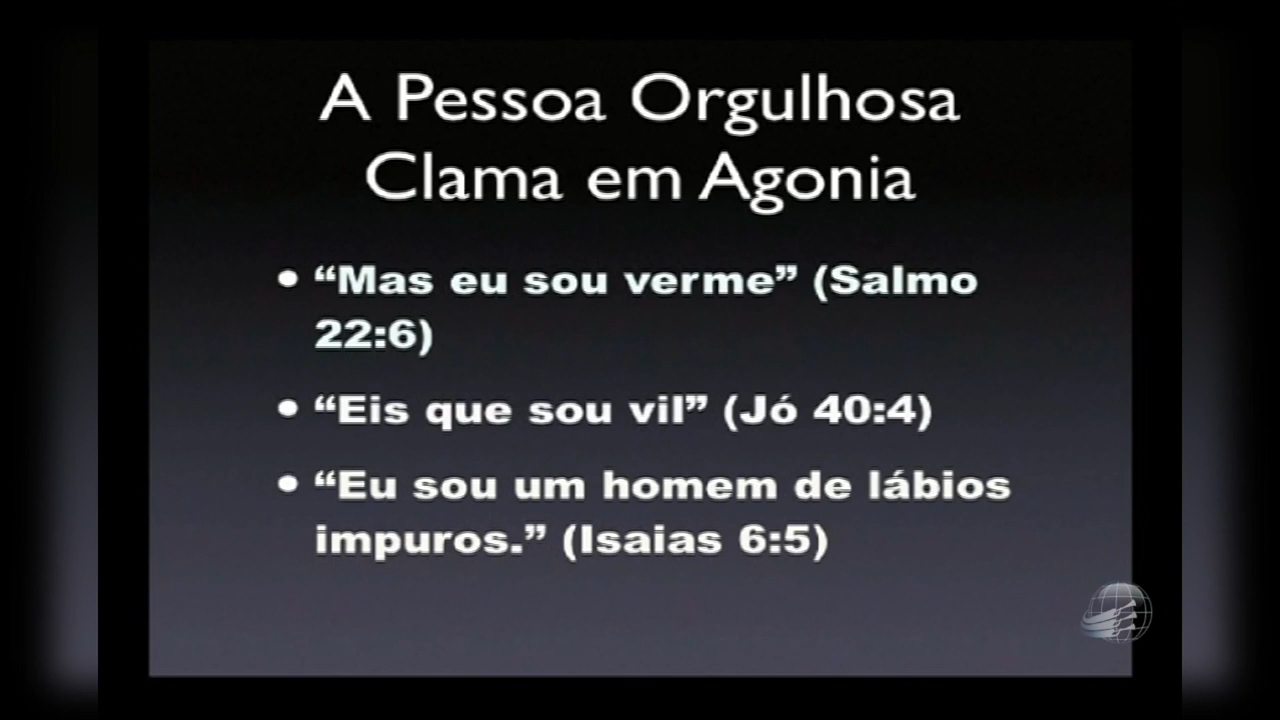 A Pessoa Orgulhosa
Clama em Agonia
• “Mas eu sou verme” (Salmo
22:6)
• “Eis que sou vil” (Jó 40:4)
• “Eu sou um homem de lábios
impuros.” (Isaias 6:5)